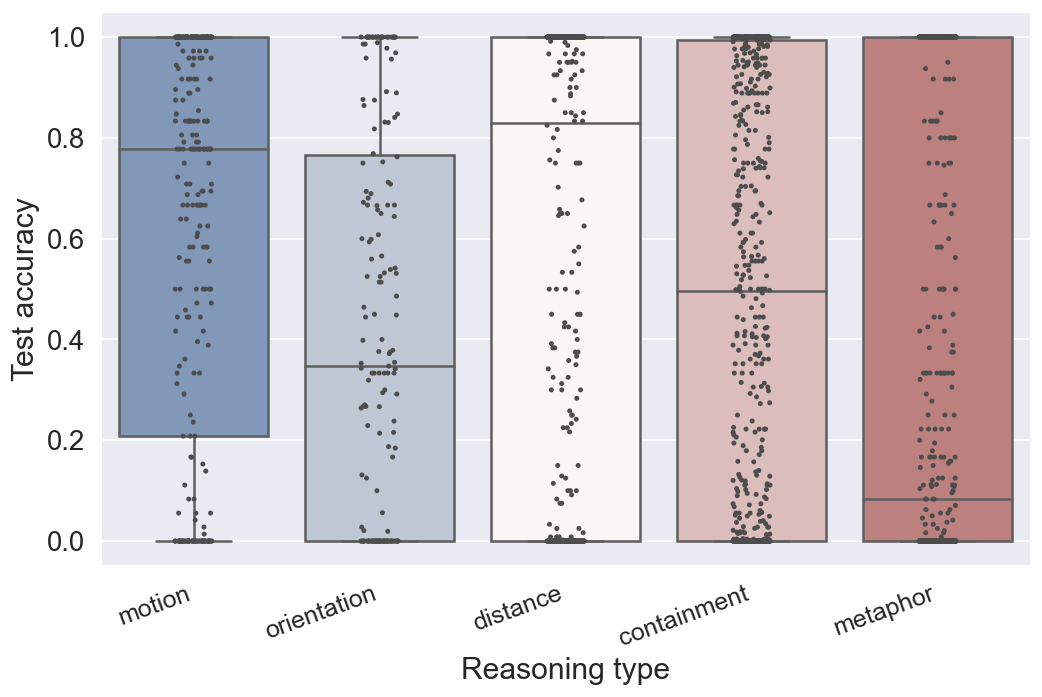 Test accuracy
1.0
0.8
0.6
0.4
0.2
0.0
motion
orientation
distance
containment
metaphor
Reasoning type